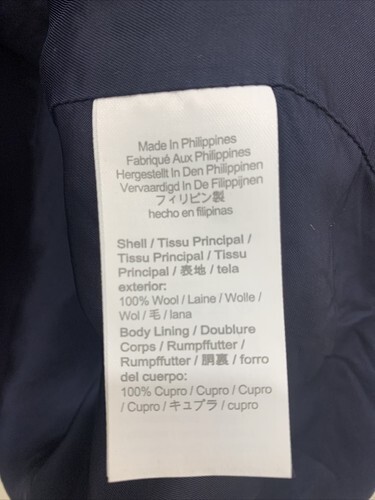 Made In Philippines
Fabriqué Aux Philippines
Hergestellt In Den Philippinen
Vervaardigd In De Filippijnen
フィリピン製
hecho en filipinas
Shell / Tissu Principal /
Tissu Principal / Tissu
Principal / 表地 / tela
exterior:
100% Wool / Laine / Wolle /
Wol / 毛 / lana
Body Lining / Doublure
Corps / Rumpffutter /
Rumpffutter / 胴裏 / forro
del cuerpo:
100% Cupro / Cupro / Cupro
/ Cupro / キュプラ / cupro